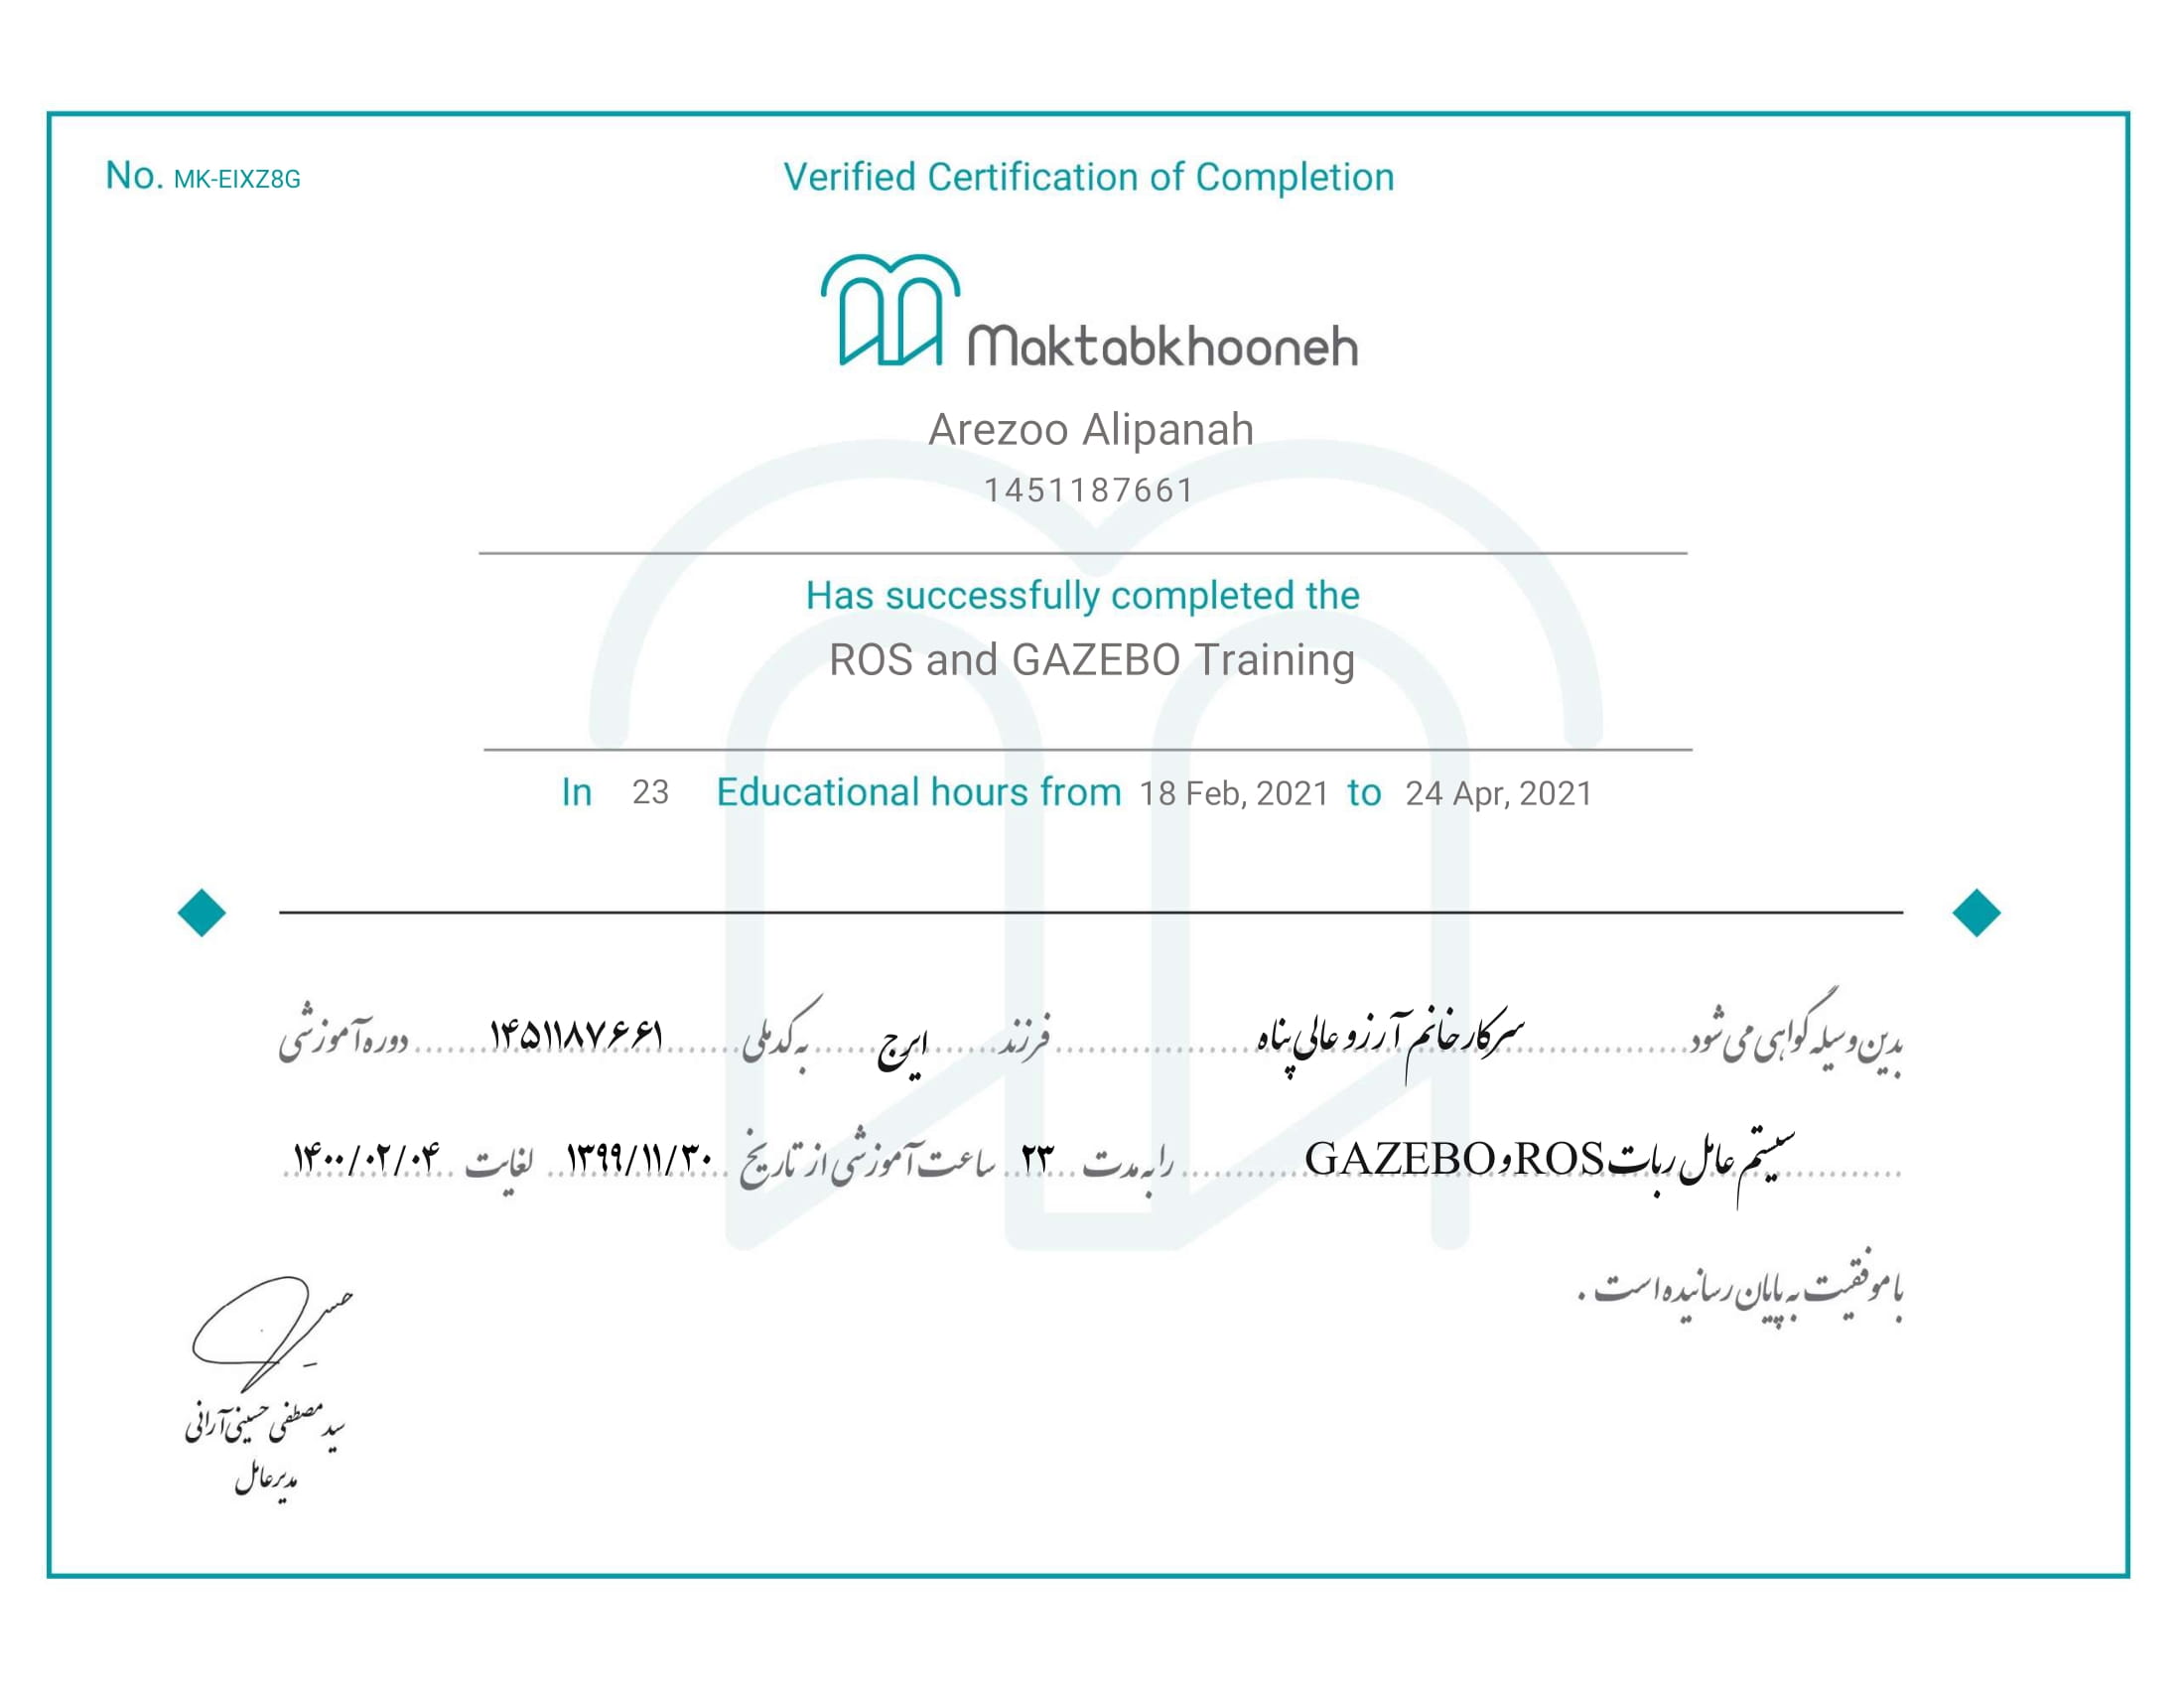 No. MK-EIXZ8G
Verified Certification of Completion
Maktabkhooneh
Arezoo Alipanah
1451187661
Has successfully completed the
ROS and GAZEBO Training
In 23 Educational hours from 18 Feb, 2021 to 24 Apr, 2021
بدین وسیله گواهی می شود سرکار خانم آرزو عالی پناه فرزند ایرج به کد ملی ۱۴۵۱۱۸۷۶۶۱ دوره آموزشی
سیستم عامل ربات ROS و GAZEBO را به مدت ۲۳ ساعت آموزشی از تاریخ ۱۳۹۹/۱۱/۳۰ لغایت ۱۴۰۰/۰۲/۰۴
با موفقیت به پایان رسانیده است .
سید مصطفی حسینی آرانی
مدیرعامل